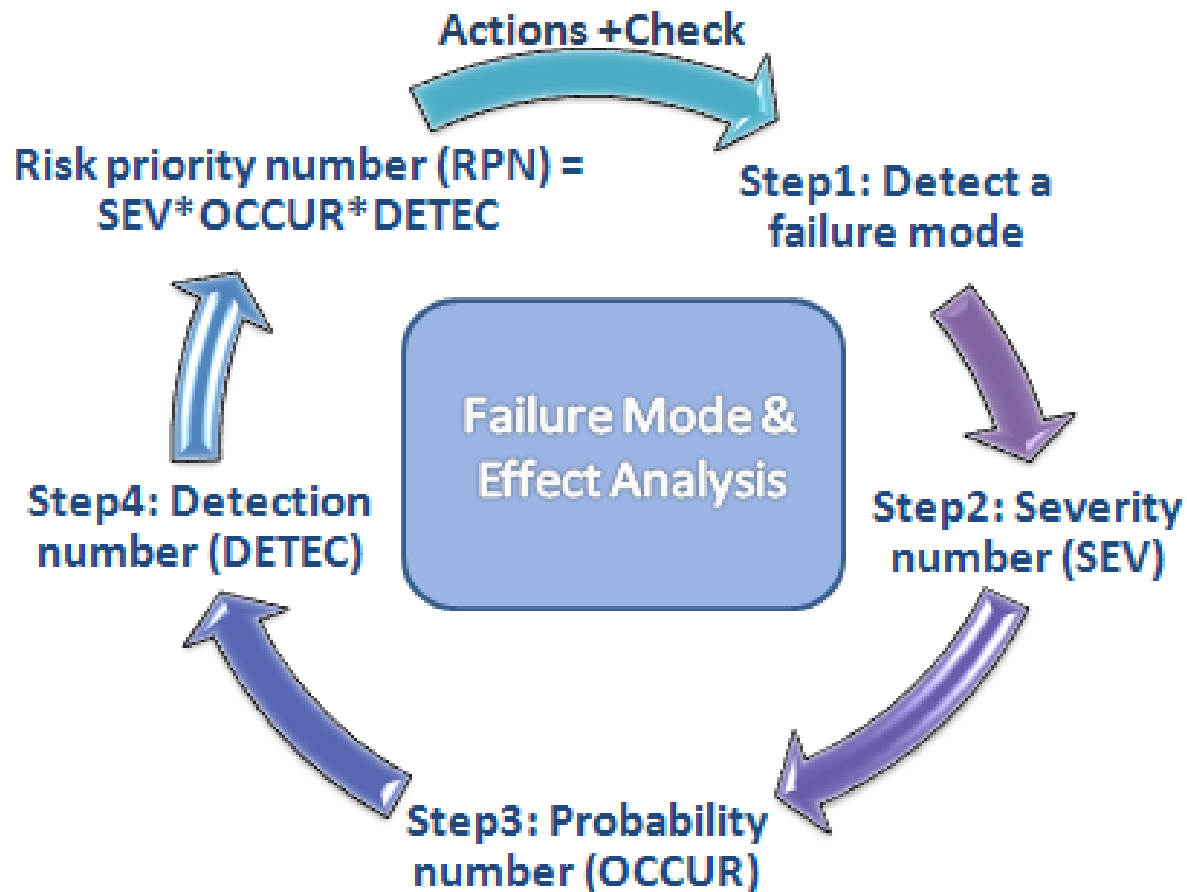 Actions +Check
Risk priority number (RPN) =
SEV*OCCUR*DETEC
Step1: Detect a
failure mode
Failure Mode &
Effect Analysis
Step2: Severity
number (SEV)
Step3: Probability
number (OCCUR)
Step4: Detection
number (DETEC)